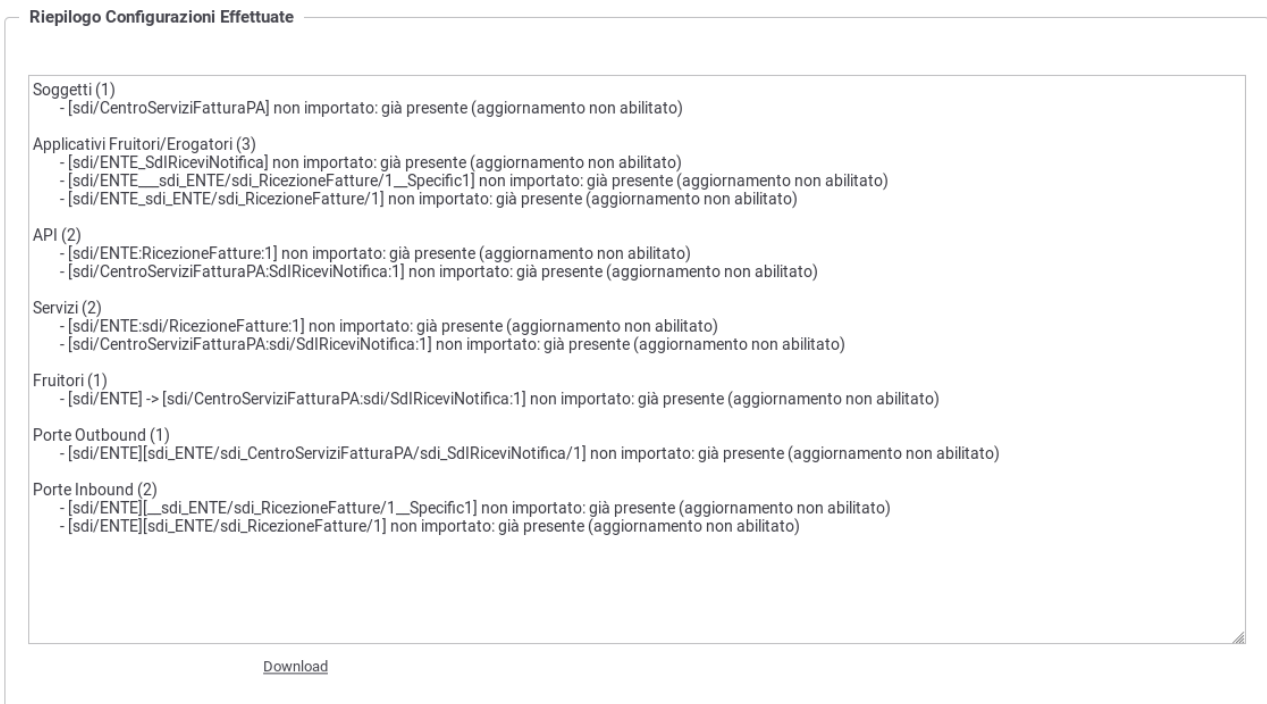 Riepilogo Configurazioni Effettuate
Soggetti (1)
- [sdi/CentroServiziFatturaPA] non importato: già presente (aggiornamento non abilitato)
Applicativi Fruitori/Erogatori (3)
- [sdi/ENTE_SdIRiceviNotifica] non importato: già presente (aggiornamento non abilitato)
- [sdi/ENTE___sdi_ENTE/sdi_RicezioneFatture/1__Specific1] non importato: già presente (aggiornamento non abilitato)
- [sdi/ENTE_sdi_ENTE/sdi_RicezioneFatture/1] non importato: già presente (aggiornamento non abilitato)
API (2)
- [sdi/ENTE:RicezioneFatture:1] non importato: già presente (aggiornamento non abilitato)
- [sdi/CentroServiziFatturaPA:SdIRiceviNotifica:1] non importato: già presente (aggiornamento non abilitato)
Servizi (2)
- [sdi/ENTE:sdi/RicezioneFatture:1] non importato: già presente (aggiornamento non abilitato)
- [sdi/CentroServiziFatturaPA:sdi/SdIRiceviNotifica:1] non importato: già presente (aggiornamento non abilitato)
Fruitori (1)
- [sdi/ENTE] -> [sdi/CentroServiziFatturaPA:sdi/SdIRiceviNotifica:1] non importato: già presente (aggiornamento non abilitato)
Porte Outbound (1)
- [sdi/ENTE][sdi_ENTE/sdi_CentroServiziFatturaPA/sdi_SdIRiceviNotifica/1] non importato: già presente (aggiornamento non abilitato)
Porte Inbound (2)
- [sdi/ENTE][__sdi_ENTE/sdi_RicezioneFatture/1__Specific1] non importato: già presente (aggiornamento non abilitato)
- [sdi/ENTE][sdi_ENTE/sdi_RicezioneFatture/1] non importato: già presente (aggiornamento non abilitato)
Download